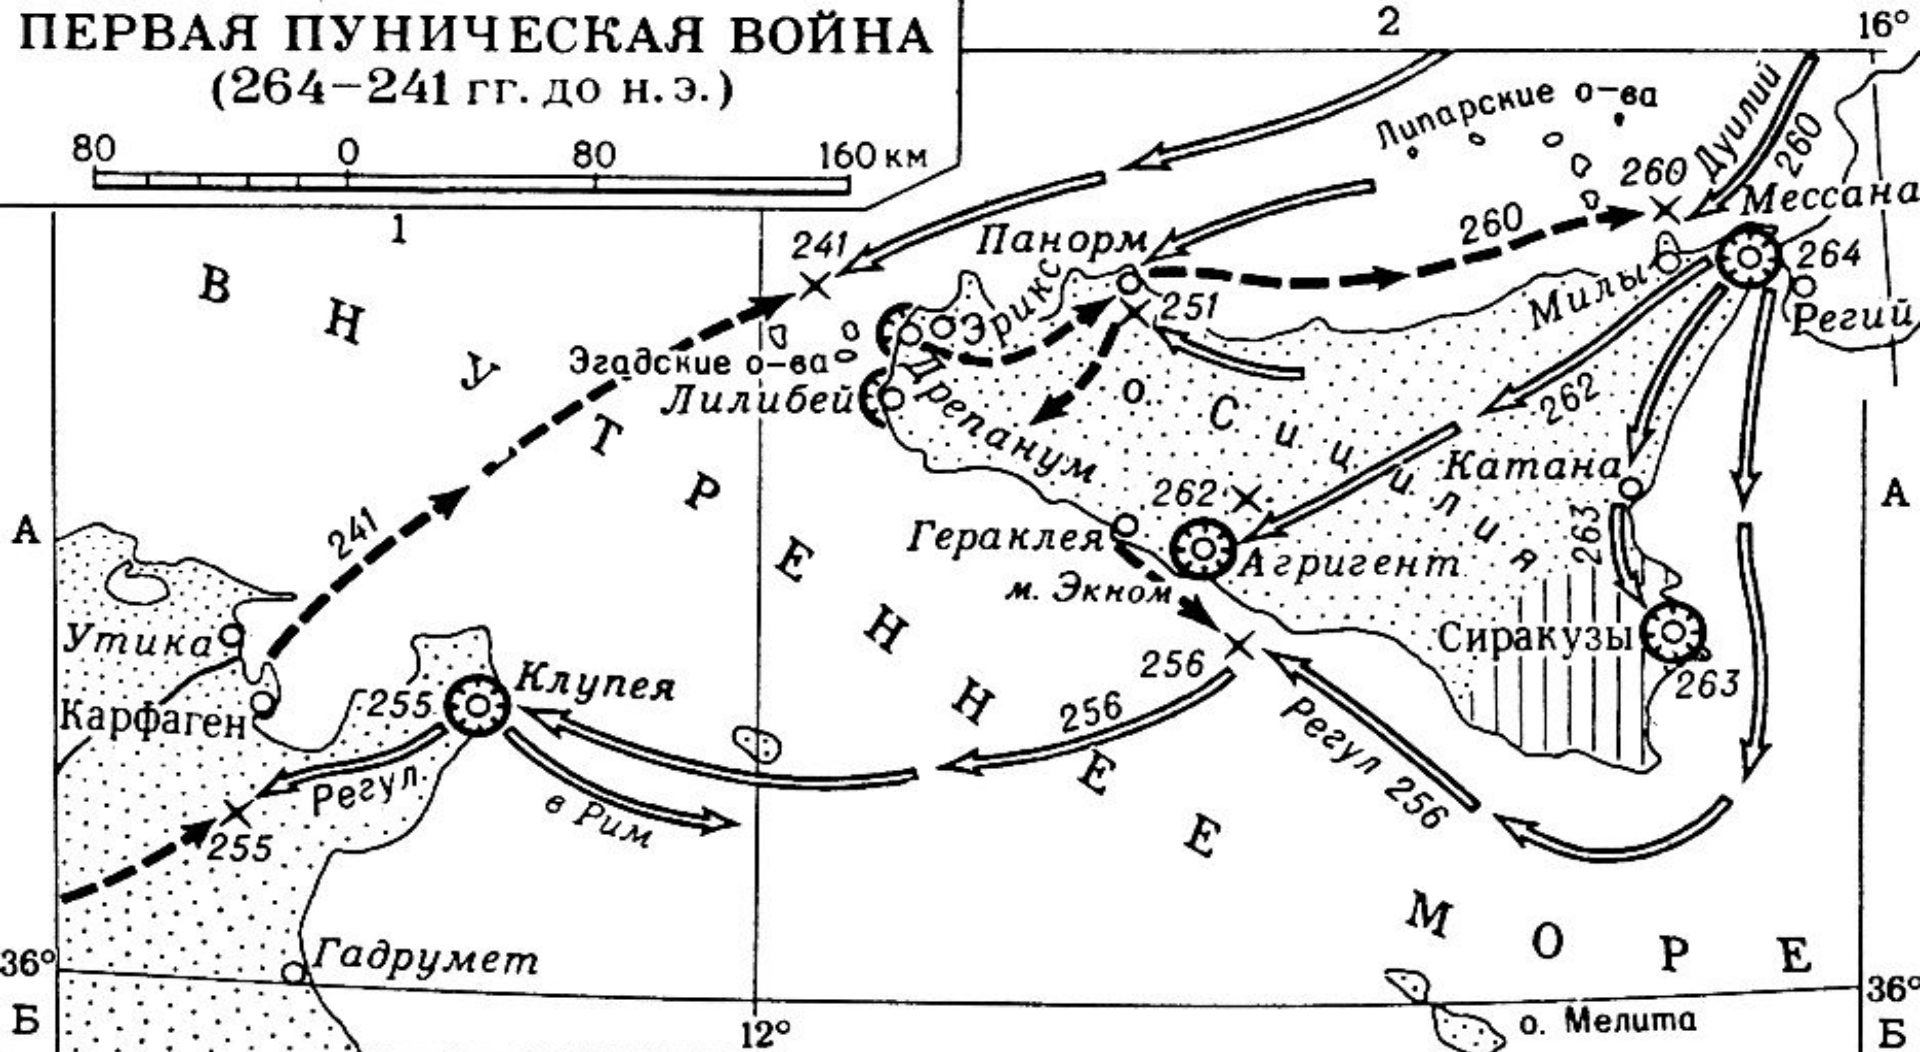 ПЕРВАЯ ПУНИЧЕСКАЯ ВОЙНА
(264–241 гг. до н. э.)
80 0 80 160 км
2
16°
1
Липарские о-ва
Дуилий
260
260
Мессана
264
260
241
Панорм
Эрикс
251
Милы
Регий
ВНУТРЕННЕЕ МОРЕ
Эгадские о-ва
Лилибей
Дрепанум
о. Сицилия
262
Катана
А
241
262
263
А
Гераклея
Агригент
м. Экном
Утика
Сиракузы
263
Клупея
255
256
256
Карфаген
Регул 256
Регул
в Рим
255
Гадрумет
36°
36°
Б
12°
о. Мелита
Б